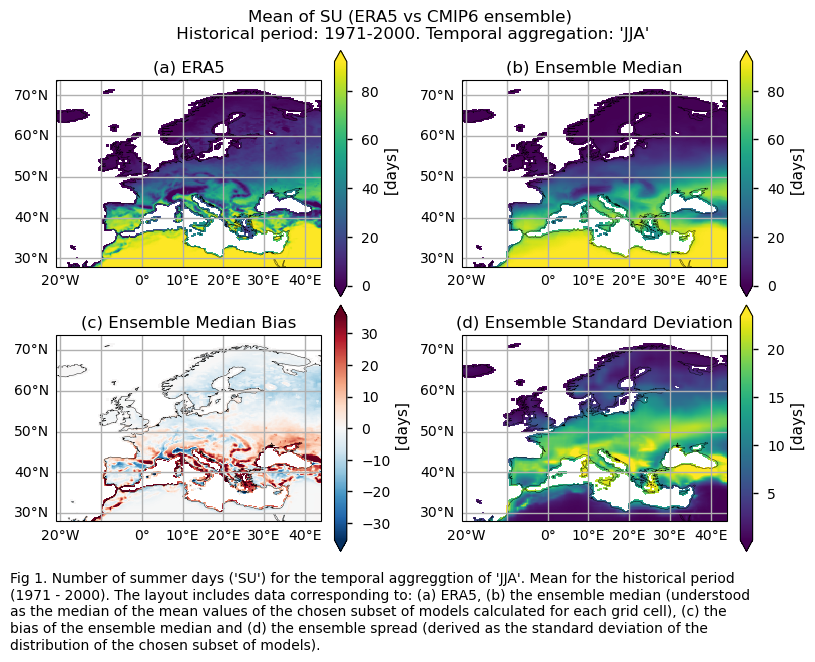 Mean of SU (ERA5 vs CMIP6 ensemble)
Historical period: 1971-2000. Temporal aggregation: 'JJA'
(a) ERA5
70°N
60°N
50°N
40°N
30°N
20°W
0°
10°E
20°E
30°E
40°E
80
60
40
20
0
[days]
(b) Ensemble Median
70°N
60°N
50°N
40°N
30°N
20°W
0°
10°E
20°E
30°E
40°E
80
60
40
20
0
[days]
(c) Ensemble Median Bias
70°N
60°N
50°N
40°N
30°N
20°W
0°
10°E
20°E
30°E
40°E
30
20
10
0
−10
−20
−30
[days]
(d) Ensemble Standard Deviation
70°N
60°N
50°N
40°N
30°N
20°W
0°
10°E
20°E
30°E
40°E
20
15
10
5
[days]
Fig 1. Number of summer days ('SU') for the temporal aggreggtion of 'JJA'. Mean for the historical period
(1971 - 2000). The layout includes data corresponding to: (a) ERA5, (b) the ensemble median (understood
as the median of the mean values of the chosen subset of models calculated for each grid cell), (c) the
bias of the ensemble median and (d) the ensemble spread (derived as the standard deviation of the
distribution of the chosen subset of models).